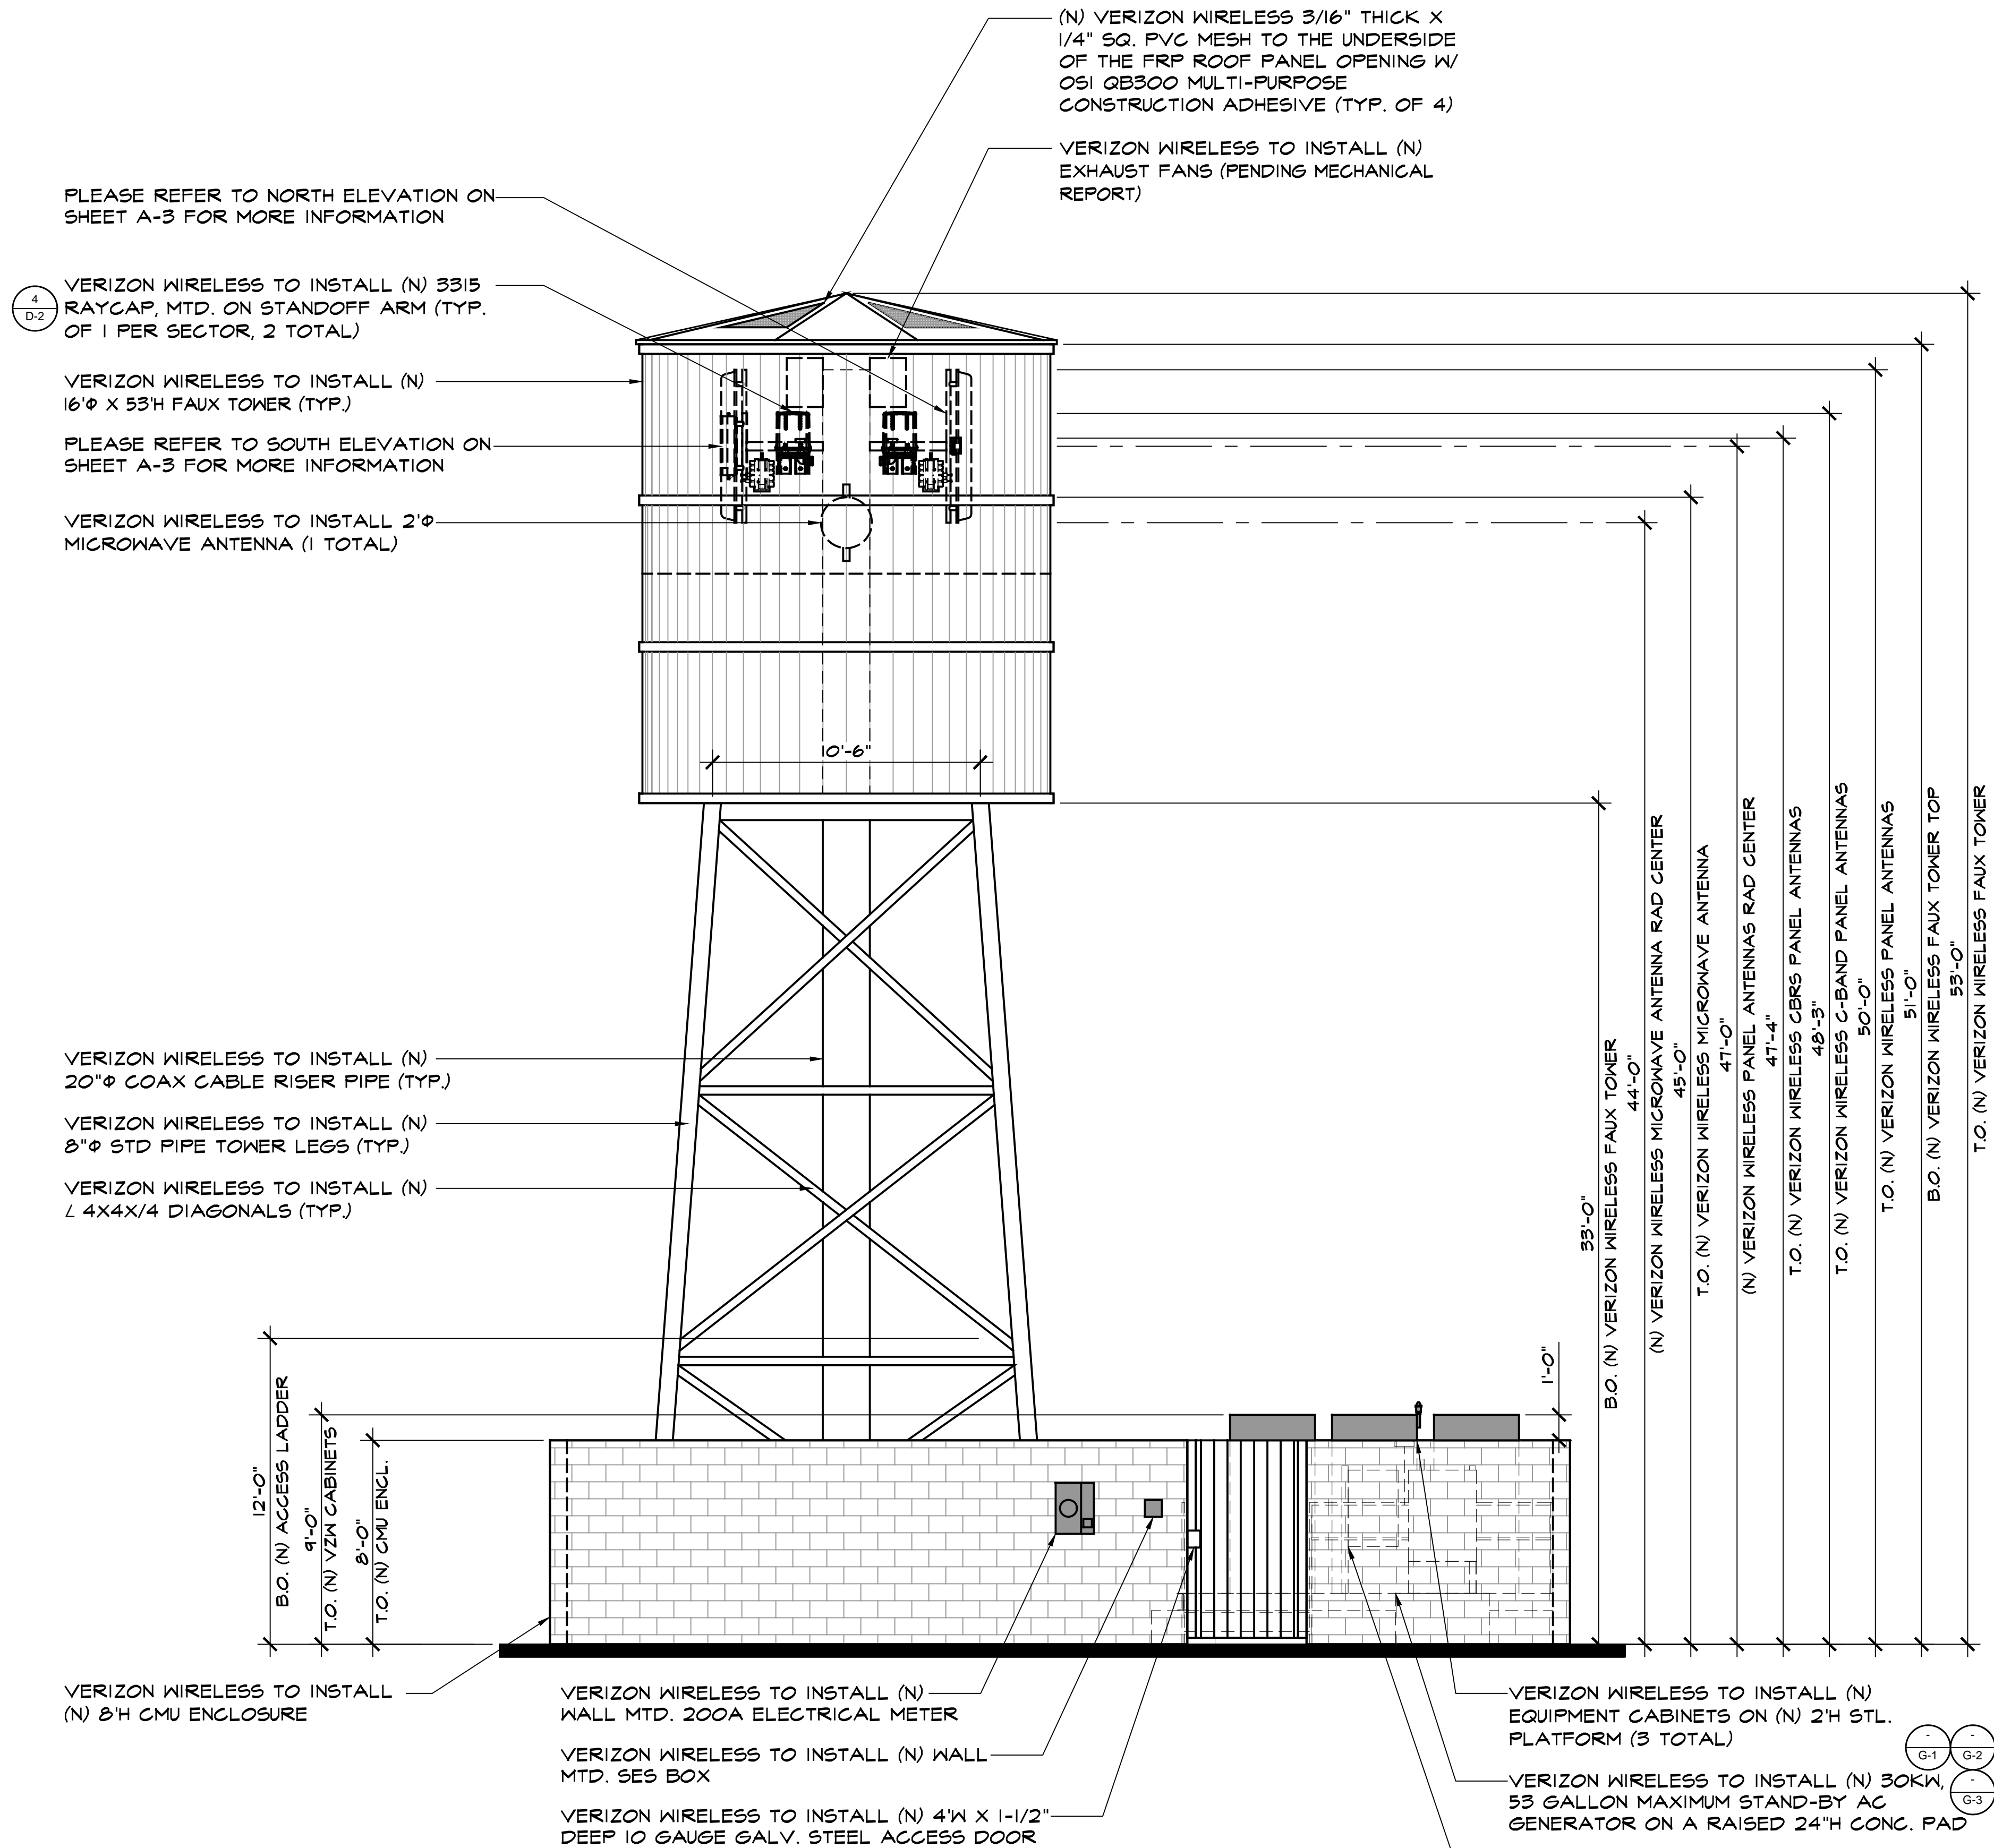 (N) VERIZON WIRELESS 3/16" THICK X
1/4" SQ. PVC MESH TO THE UNDERSIDE
OF THE FRP ROOF PANEL OPENING W/
OSI QB300 MULTI-PURPOSE
CONSTRUCTION ADHESIVE (TYP. OF 4)
VERIZON WIRELESS TO INSTALL (N)
EXHAUST FANS (PENDING MECHANICAL
REPORT)
PLEASE REFER TO NORTH ELEVATION ON
SHEET A-3 FOR MORE INFORMATION
4
D-2
VERIZON WIRELESS TO INSTALL (N) 3315
RAYCAP, MTD. ON STANDOFF ARM (TYP.
OF 1 PER SECTOR, 2 TOTAL)
VERIZON WIRELESS TO INSTALL (N)
16'Φ X 53'H FAUX TOWER (TYP.)
PLEASE REFER TO SOUTH ELEVATION ON
SHEET A-3 FOR MORE INFORMATION
VERIZON WIRELESS TO INSTALL 2'Φ
MICROWAVE ANTENNA (1 TOTAL)
10'-6"
VERIZON WIRELESS TO INSTALL (N)
20"Φ COAX CABLE RISER PIPE (TYP.)
VERIZON WIRELESS TO INSTALL (N)
8"Φ STD PIPE TOWER LEGS (TYP.)
VERIZON WIRELESS TO INSTALL (N)
∠ 4X4X/4 DIAGONALS (TYP.)
12'-0"
B.O. (N) ACCESS LADDER
9'-0"
T.O. (N) VZW CABINETS
8'-0"
T.O. (N) CMU ENCL.
1'-0"
33'-0"
B.O. (N) VERIZON WIRELESS FAUX TOWER
44'-0"
(N) VERIZON WIRELESS MICROWAVE ANTENNA RAD CENTER
45'-0"
T.O. (N) VERIZON WIRELESS MICROWAVE ANTENNA
47'-0"
(N) VERIZON WIRELESS PANEL ANTENNAS RAD CENTER
47'-4"
T.O. (N) VERIZON WIRELESS CBRS PANEL ANTENNAS
48'-3"
T.O. (N) VERIZON WIRELESS C-BAND PANEL ANTENNAS
50'-0"
T.O. (N) VERIZON WIRELESS PANEL ANTENNAS
51'-0"
B.O. (N) VERIZON WIRELESS FAUX TOWER TOP
53'-0"
T.O. (N) VERIZON WIRELESS FAUX TOWER
VERIZON WIRELESS TO INSTALL
(N) 8'H CMU ENCLOSURE
VERIZON WIRELESS TO INSTALL (N)
WALL MTD. 200A ELECTRICAL METER
VERIZON WIRELESS TO INSTALL (N) WALL
MTD. SES BOX
VERIZON WIRELESS TO INSTALL (N) 4'W X 1-1/2"
DEEP 10 GAUGE GALV. STEEL ACCESS DOOR
VERIZON WIRELESS TO INSTALL (N)
EQUIPMENT CABINETS ON (N) 2'H STL.
PLATFORM (3 TOTAL)
-
G-1
-
G-2
VERIZON WIRELESS TO INSTALL (N) 30KW,
53 GALLON MAXIMUM STAND-BY AC
GENERATOR ON A RAISED 24"H CONC. PAD
-
G-3